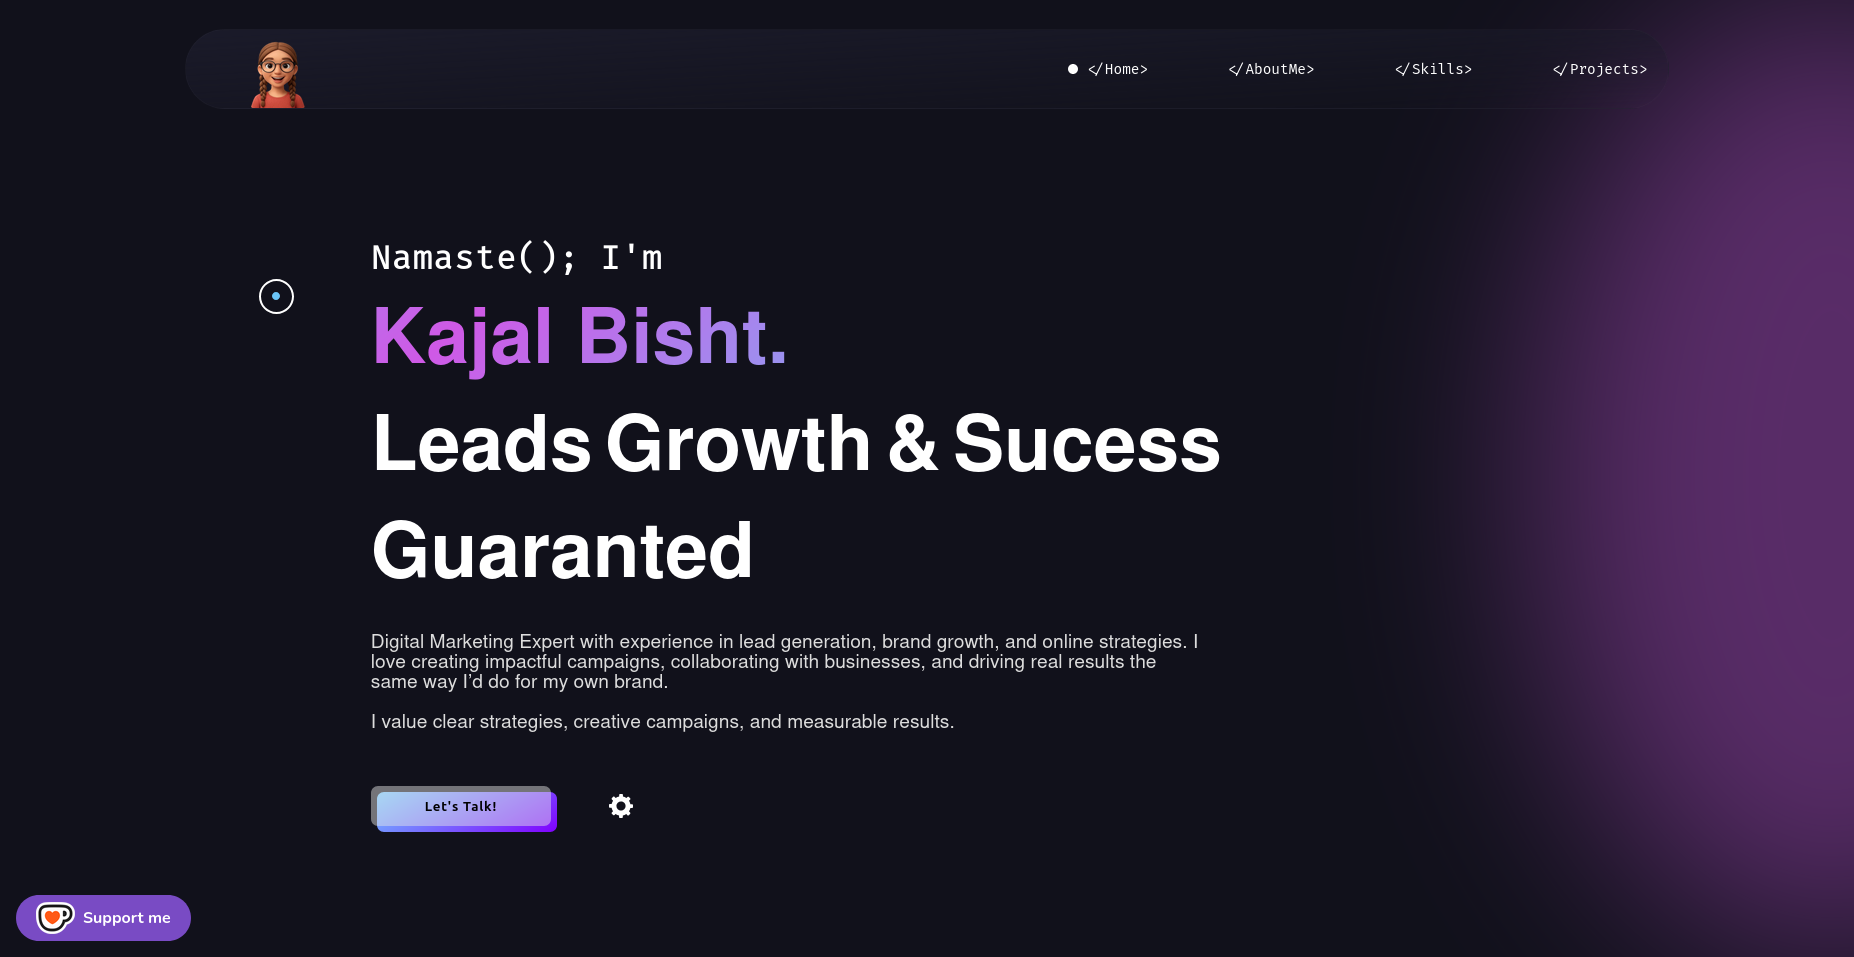 </Home>
</AboutMe>
</Skills>
</Projects>
Namaste(); I'm
Kajal Bisht.
Leads Growth & Sucess
Guaranted
Digital Marketing Expert with experience in lead generation, brand growth, and online strategies. I
love creating impactful campaigns, collaborating with businesses, and driving real results the
same way I’d do for my own brand.
I value clear strategies, creative campaigns, and measurable results.
Let's Talk!
Support me